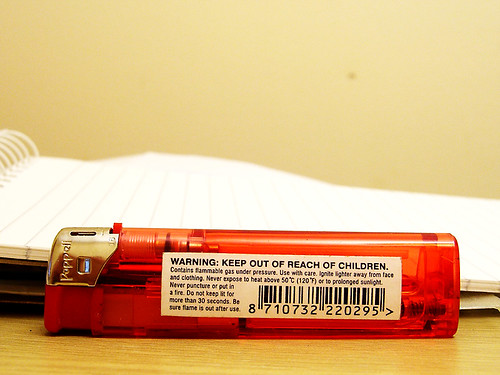 WARNING: KEEP OUT OF REACH OF CHILDREN.
Contains flammable gas under pressure. Use with care. Ignite lighter away from face
and clothing. Never expose to heat above 50°C (120°F) or to prolonged sunlight.
Never puncture or put in
a fire. Do not keep lit for
more than 30 seconds. Be
sure flame is out after use.
8 710732 220295 >